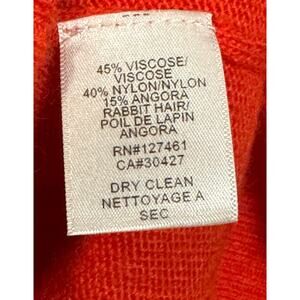 45% VISCOSE/
VISCOSE
40% NYLON/NYLON
15% ANGORA
RABBIT HAIR/
POIL DE LAPIN
ANGORA
RN#127461
CA#30427
DRY CLEAN
NETTOYAGE A
SEC